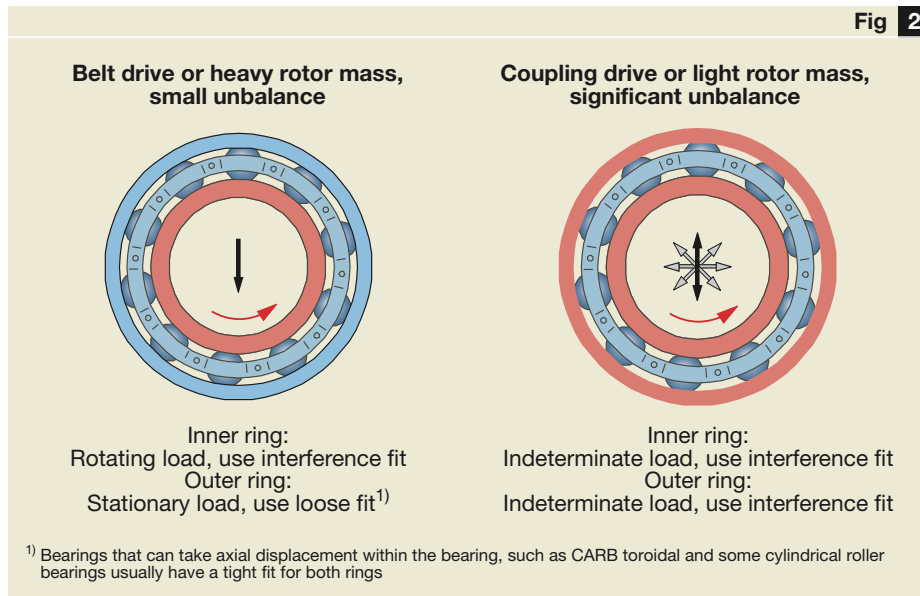 Fig 2
Belt drive or heavy rotor mass,
small unbalance
Coupling drive or light rotor mass,
significant unbalance
Inner ring:
Rotating load, use interference fit
Outer ring:
Stationary load, use loose fit1)
Inner ring:
Indeterminate load, use interference fit
Outer ring:
Indeterminate load, use interference fit
1) Bearings that can take axial displacement within the bearing, such as CARB toroidal and some cylindrical roller
bearings usually have a tight fit for both rings